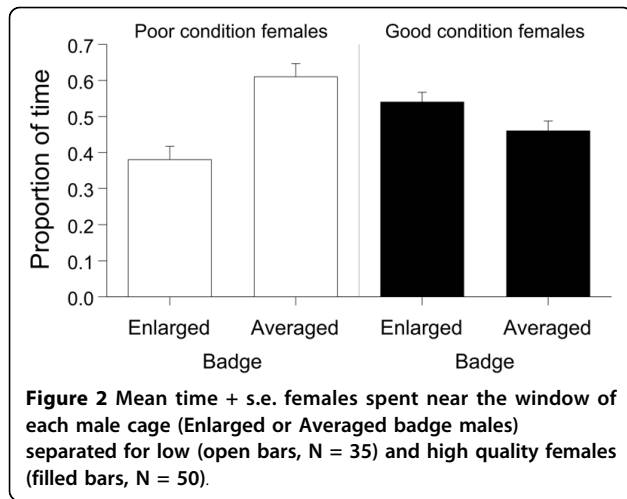 Poor condition females Good condition females
0.7
0.6
0.5
0.4
0.3
0.2
0.1
0.0
Proportion of time
Enlarged Averaged Enlarged Averaged
Badge Badge
Figure 2 Mean time + s.e. females spent near the window of
each male cage (Enlarged or Averaged badge males)
separated for low (open bars, N = 35) and high quality females
(filled bars, N = 50).